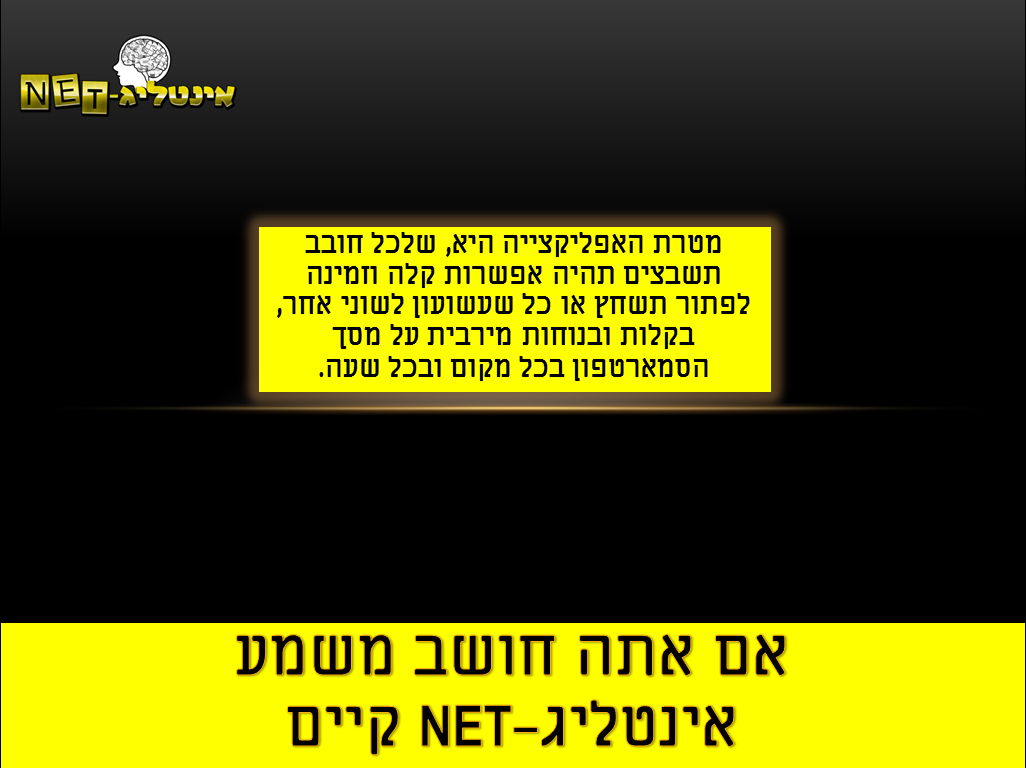 אינטליג-NET
מטרת האפליקצייה היא, שלכל חובב
תשבצים תהיה אפשרות קלה וזמינה
לפתור תשחץ או כל שעשועון לשוני אחר,
בקלות ובנוחות מירבית על מסך
הסמארטפון בכל מקום ובכל שעה.
אם אתה חושב משמע
אינטליג-NET קיים